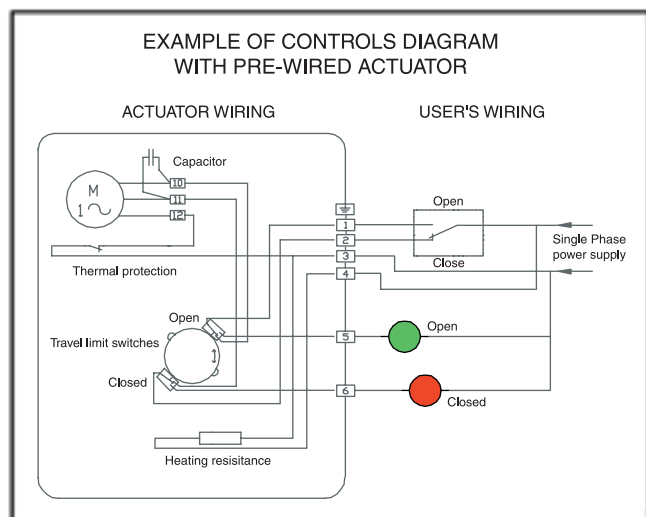 EXAMPLE OF CONTROLS DIAGRAM
WITH PRE-WIRED ACTUATOR
ACTUATOR WIRING
USER'S WIRING
Capacitor
M
1
10
11
12
Thermal protection
Open
Travel limit switches
Closed
Heating resisitance
1
2
3
4
5
6
Open
Close
Single Phase
power supply
Open
Closed